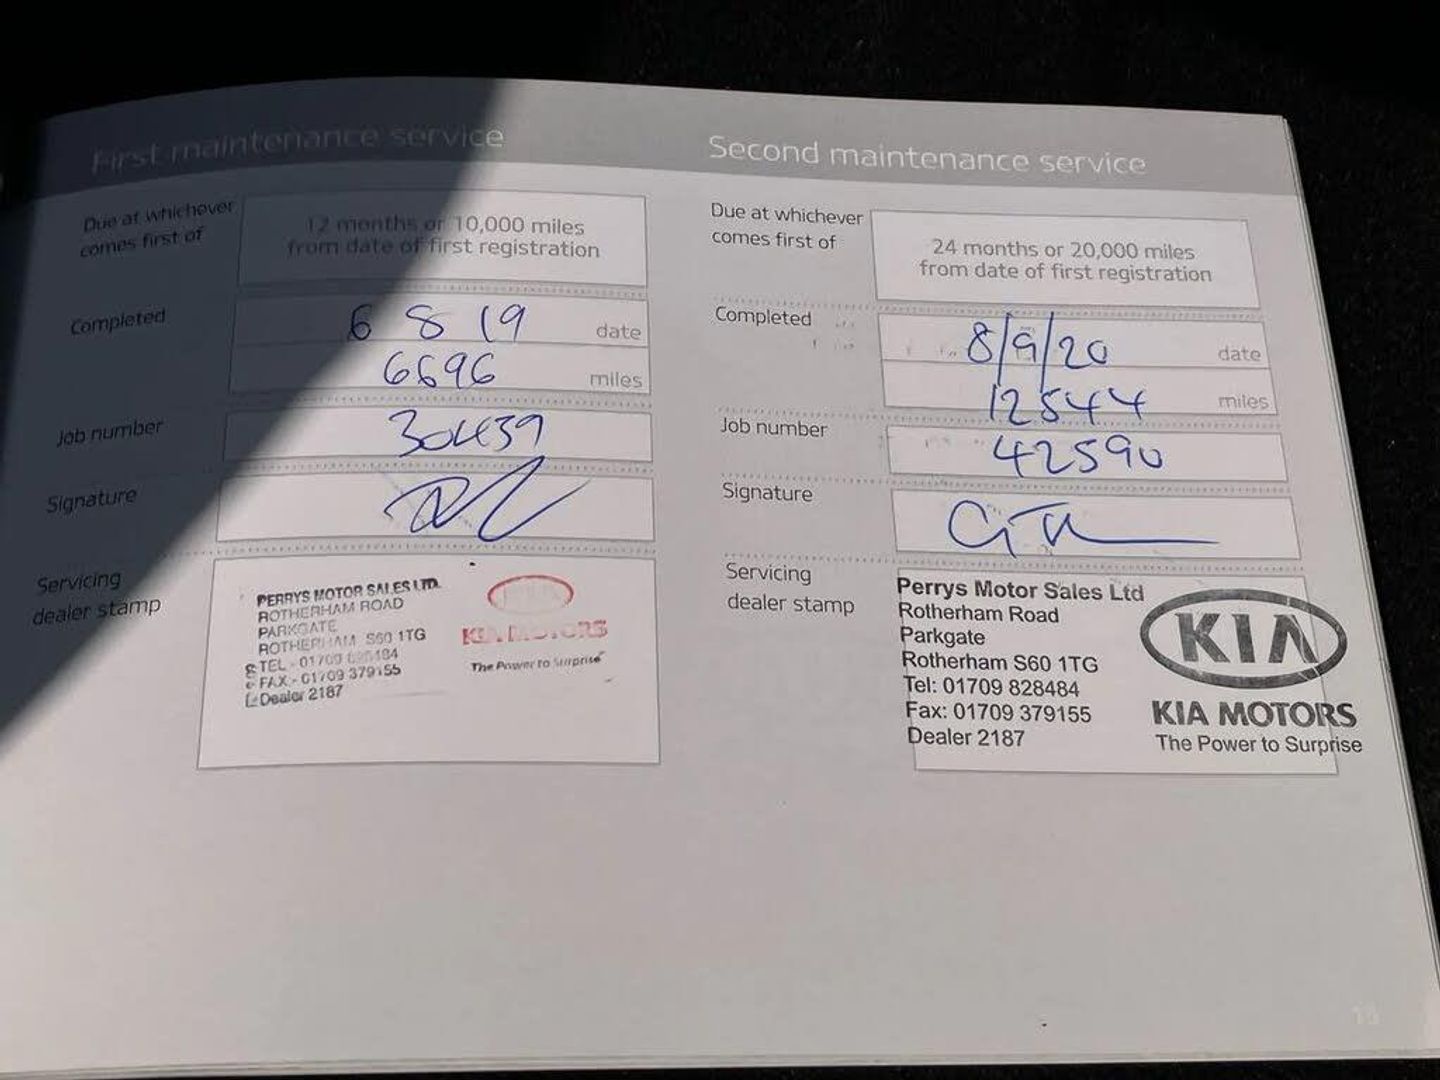 First maintenance service
Due at whichever
comes first of
12 months or 10,000 miles
from date of first registration
Completed
6 8 19
date
6696
miles
Job number
30439
Signature
Servicing
dealer stamp
PERRYS MOTOR SALES LTD.
ROTHERHAM ROAD
PARKGATE
ROTHERHAM S60 1TG
TEL - 01709
FAX - 01709 379155
Dealer 2187
KIA MOTORS
The Power to Surprise
Second maintenance service
Due at whichever
comes first of
24 months or 20,000 miles
from date of first registration
Completed
8/9/20
date
12544
miles
Job number
42590
Signature
Servicing
dealer stamp
Perrys Motor Sales Ltd
Rotherham Road
Parkgate
Rotherham S60 1TG
Tel: 01709 828484
Fax: 01709 379155
Dealer 2187
KIA
KIA MOTORS
The Power to Surprise